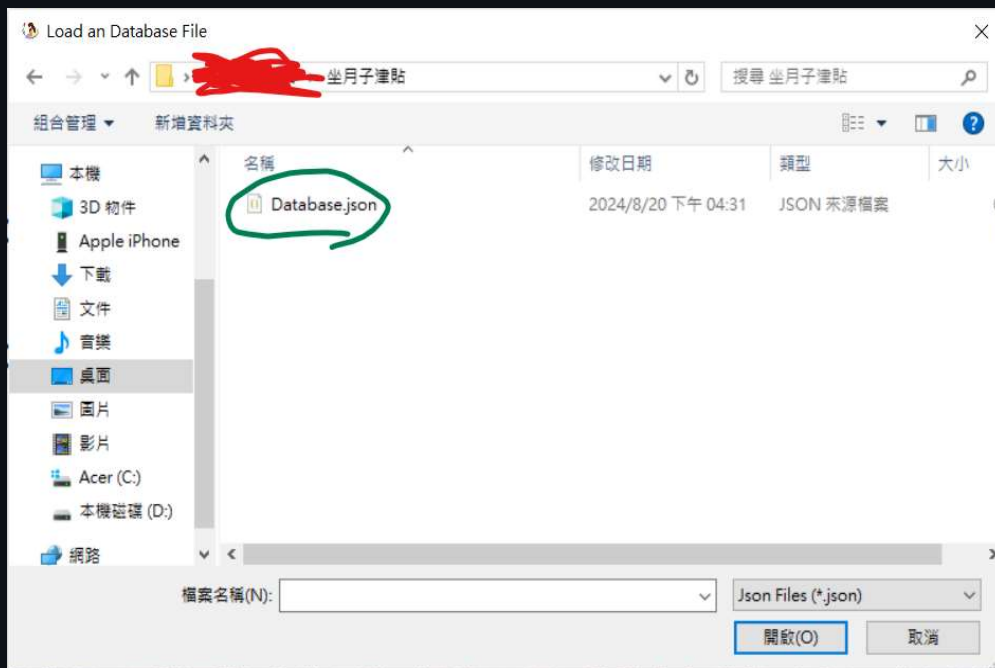 Load an Database File
坐月子津貼
搜尋 坐月子津貼
組合管理
新增資料夾
名稱
修改日期
類型
大小
Database.json
2024/8/20 下午 04:31
JSON 來源檔案
本機
3D 物件
Apple iPhone
下載
文件
音樂
桌面
圖片
影片
Acer (C:)
本機磁碟 (D:)
網路
檔案名稱(N):
Json Files (*.json)
開啟(O)
取消